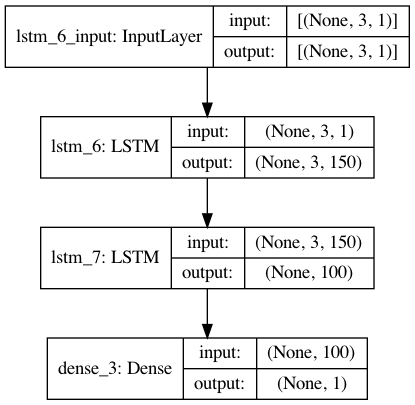 lstm_6_input: InputLayer
input:
[(None, 3, 1)]
output:
[(None, 3, 1)]
lstm_6: LSTM
input:
(None, 3, 1)
output:
(None, 3, 150)
lstm_7: LSTM
input:
(None, 3, 150)
output:
(None, 100)
dense_3: Dense
input:
(None, 100)
output:
(None, 1)